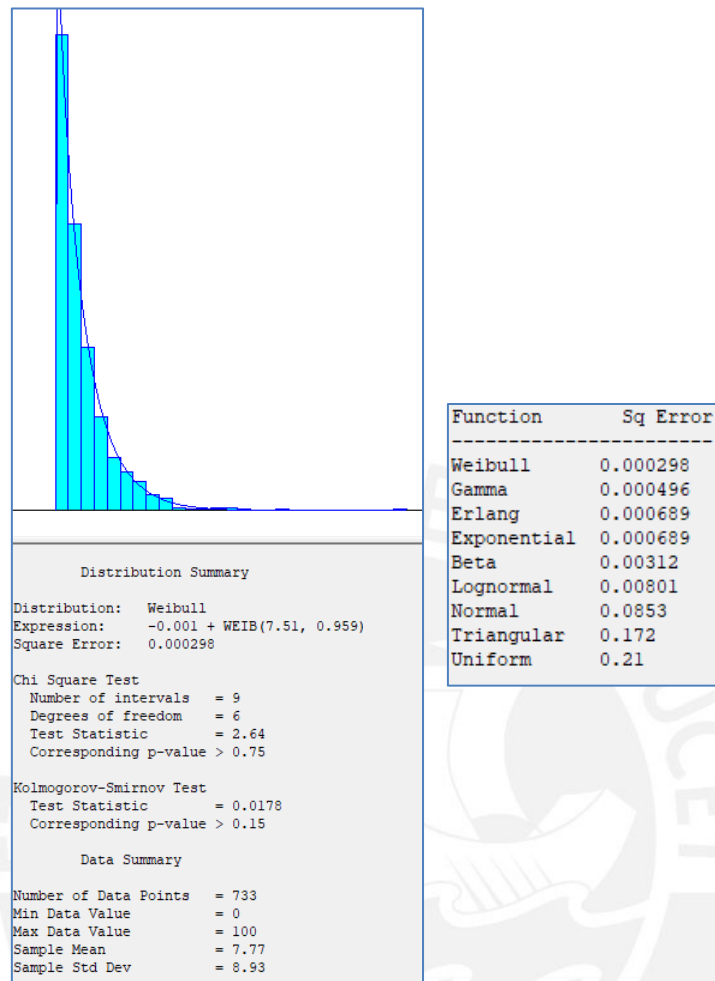 Distribution Summary
Distribution: Weibull
Expression: -0.001 + WEIB(7.51, 0.959)
Square Error: 0.000298
Chi Square Test
Number of intervals = 9
Degrees of freedom = 6
Test Statistic = 2.64
Corresponding p-value > 0.75
Kolmogorov-Smirnov Test
Test Statistic = 0.0178
Corresponding p-value > 0.15
Data Summary
Number of Data Points = 733
Min Data Value = 0
Max Data Value = 100
Sample Mean = 7.77
Sample Std Dev = 8.93
Function Sq Error
-----------------------
Weibull 0.000298
Gamma 0.000496
Erlang 0.000689
Exponential 0.000689
Beta 0.00312
Lognormal 0.00801
Normal 0.0853
Triangular 0.172
Uniform 0.21